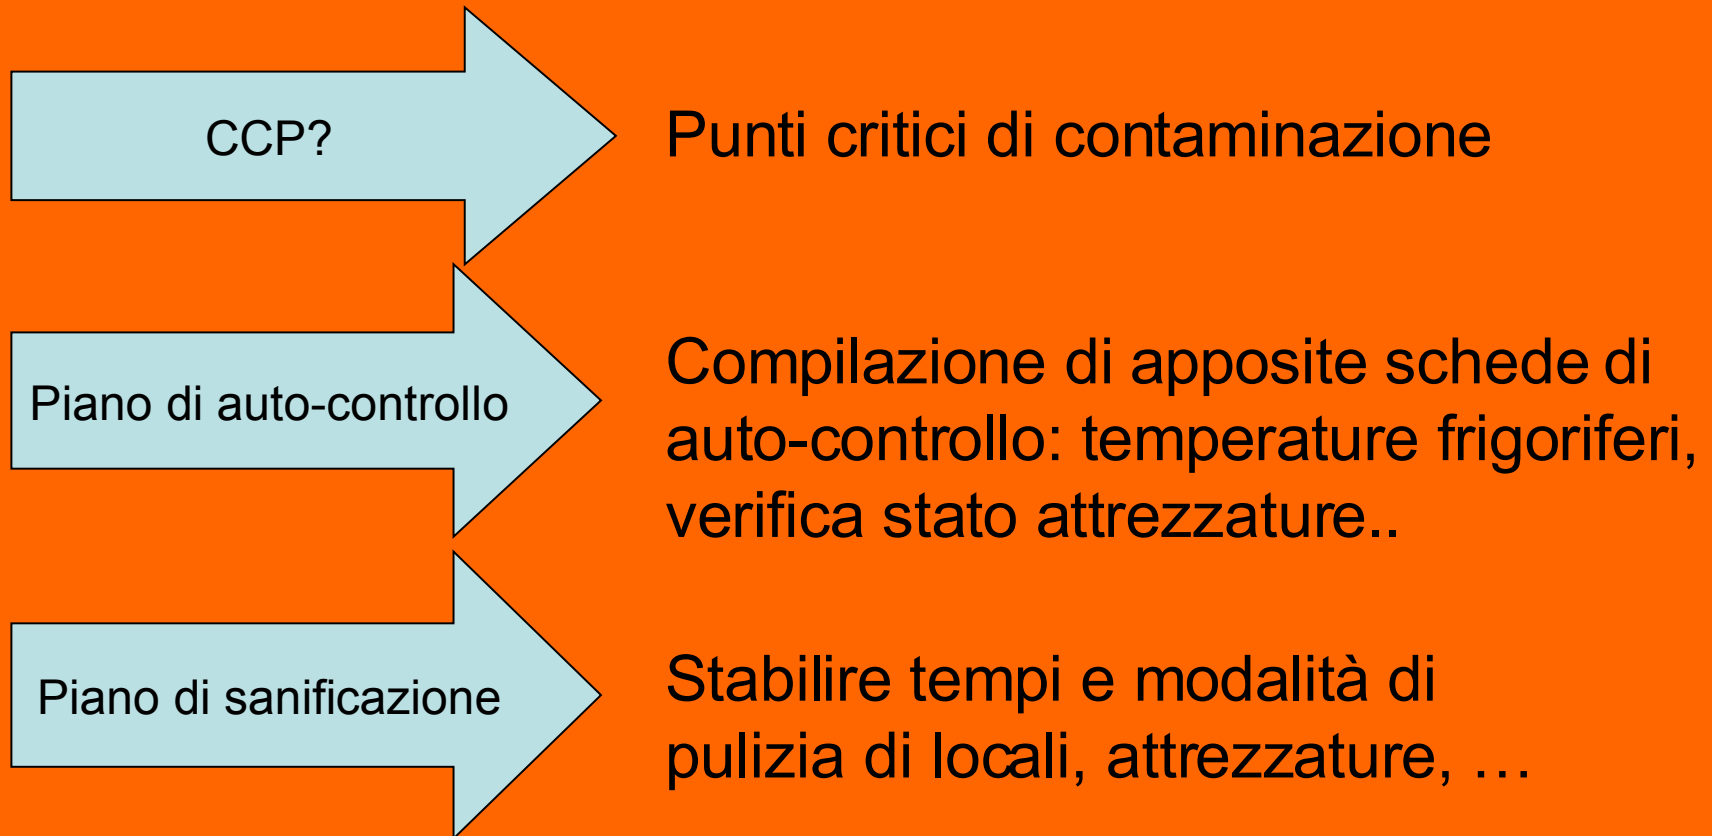 CCP?
Punti critici di contaminazione
Piano di auto-controllo
Compilazione di apposite schede di
auto-controllo: temperature frigoriferi,
verifica stato attrezzature..
Piano di sanificazione
Stabilire tempi e modalità di
pulizia di locali, attrezzature, …